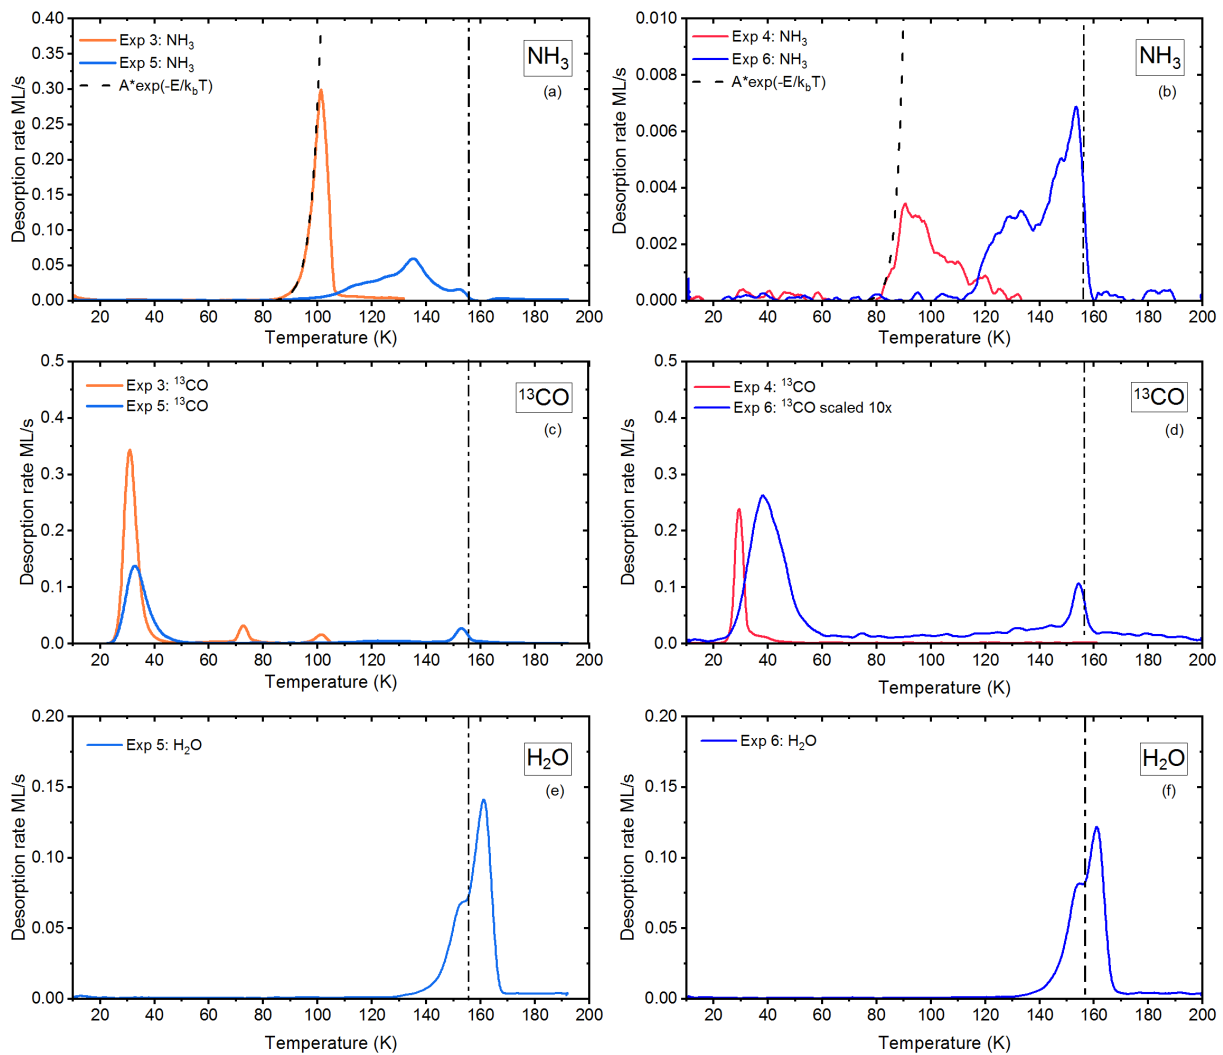 Desorption rate ML/s
0.40
0.35
0.30
0.25
0.20
0.15
0.10
0.05
0.00
Exp 3: NH₃
Exp 5: NH₃
A*exp(-E/k_bT)
NH₃
(a)
20 40 60 80 100 120 140 160 180 200
Temperature (K)
Desorption rate ML/s
0.010
0.008
0.006
0.004
0.002
0.000
Exp 4: NH₃
Exp 6: NH₃
A*exp(-E/k_bT)
NH₃
(b)
20 40 60 80 100 120 140 160 180 200
Temperature (K)
Desorption rate ML/s
0.5
0.4
0.3
0.2
0.1
0.0
Exp 3: ¹³CO
Exp 5: ¹³CO
¹³CO
(c)
20 40 60 80 100 120 140 160 180 200
Temperature (K)
Desorption rate ML/s
0.5
0.4
0.3
0.2
0.1
0.0
Exp 4: ¹³CO
Exp 6: ¹³CO scaled 10x
¹³CO
(d)
20 40 60 80 100 120 140 160 180 200
Temperature (K)
Desorption rate ML/s
0.20
0.15
0.10
0.05
0.00
Exp 5: H₂O
H₂O
(e)
20 40 60 80 100 120 140 160 180 200
Temperature (K)
Desorption rate ML/s
0.20
0.15
0.10
0.05
0.00
Exp 6: H₂O
H₂O
(f)
20 40 60 80 100 120 140 160 180 200
Temperature (K)